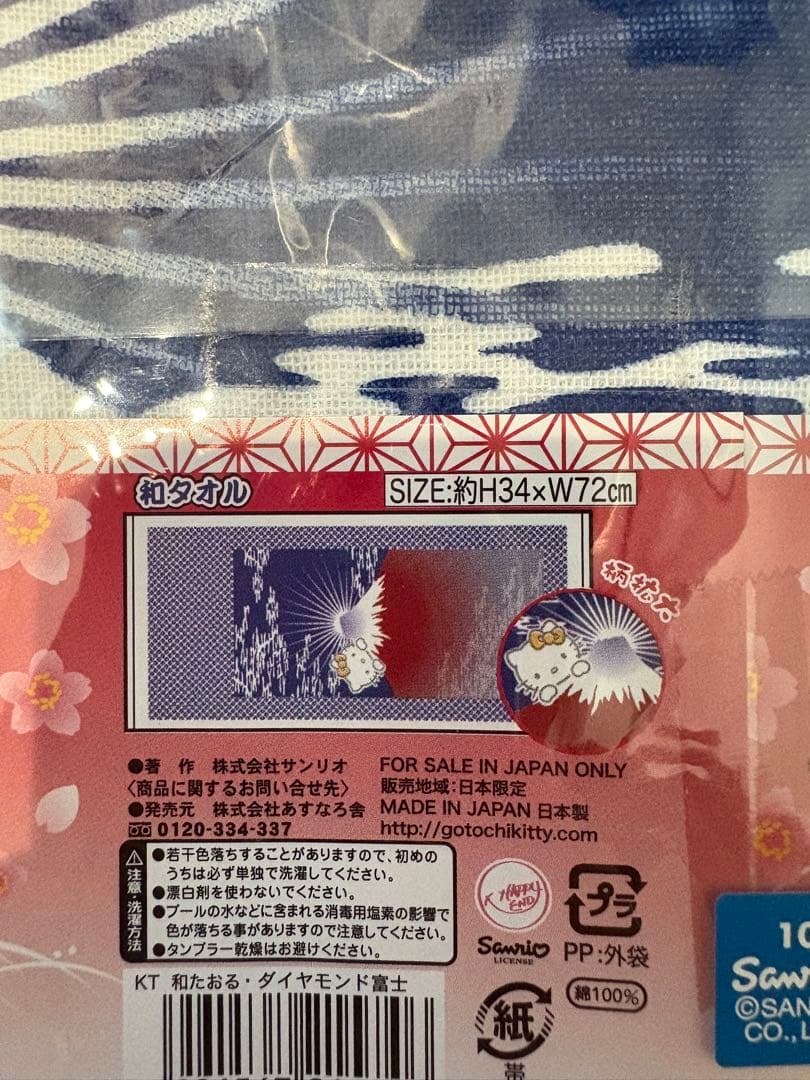 和タオル
SIZE:約H34×W72cm
柄拡大
●著 作 株式会社サンリオ
〈商品に関するお問い合せ先〉
●発売元 株式会社あすなろ舎
0120-334-337
FOR SALE IN JAPAN ONLY
販売地域:日本限定
MADE IN JAPAN 日本製
http://gotochikitty.com
注意・洗濯方法
●若干色落ちすることがありますので、初めの
うちは必ず単独で洗濯してください。
●漂白剤を使わないでください。
●プールの水などに含まれる消毒用塩素の影響で
色が落ちる事がありますので注意してください。
●タンブラー乾燥はお避けください。
HAPPY
END
Sanrio
LICENSE
プラ
PP:外袋
KT 和たおる・ダイヤモンド富士
紙
帯
綿100%
10
©SAN
CO.,L